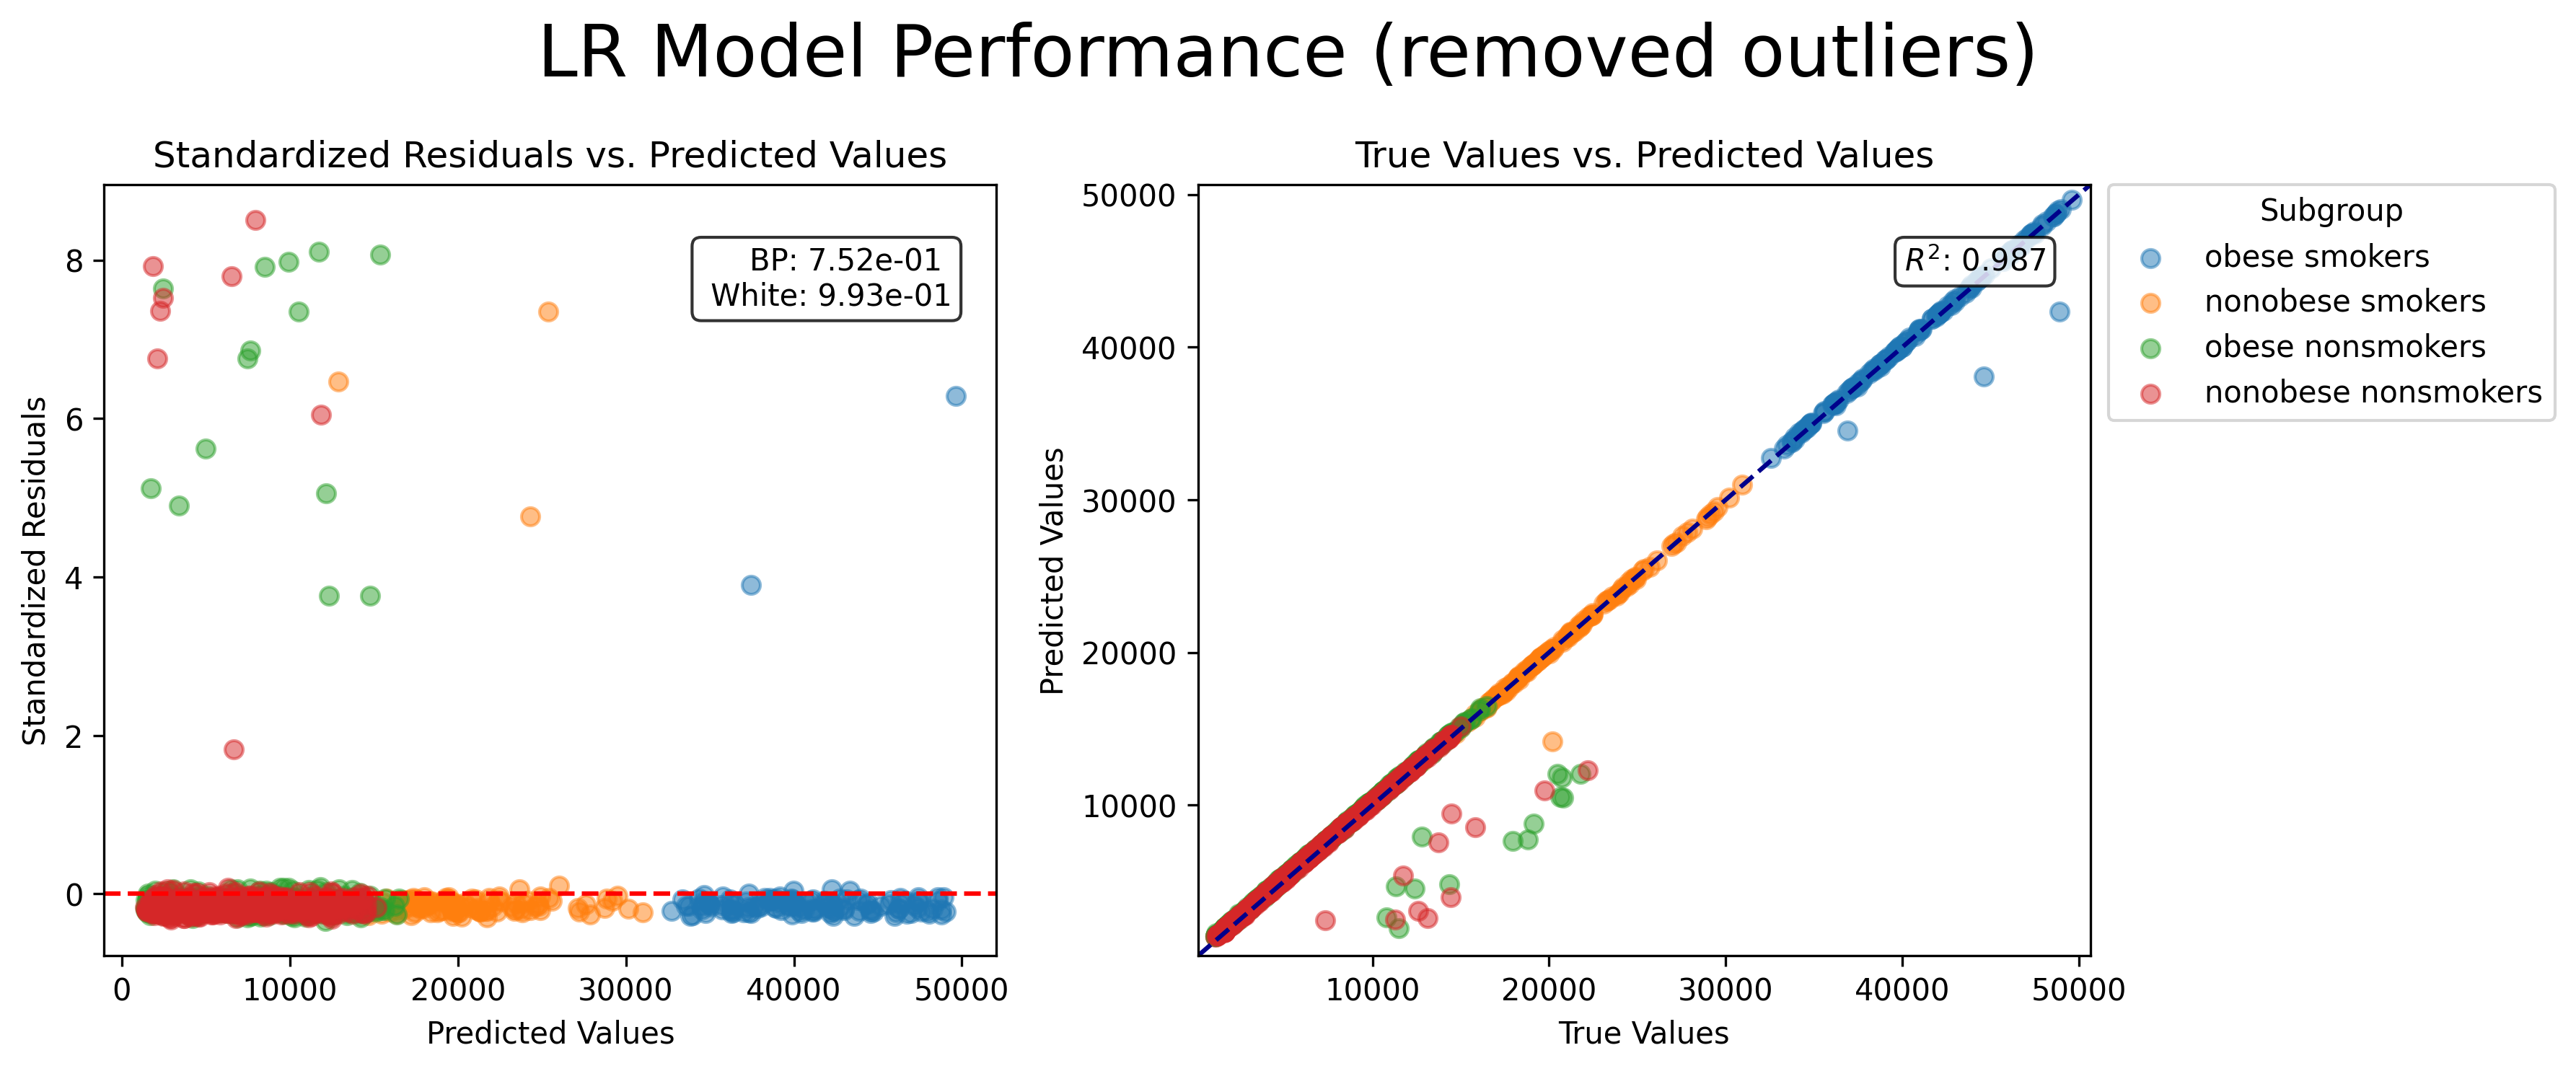 LR Model Performance (removed outliers)
Standardized Residuals vs. Predicted Values
Standardized Residuals
8
6
4
2
0
BP: 7.52e-01
White: 9.93e-01
0 10000 20000 30000 40000 50000
Predicted Values
True Values vs. Predicted Values
Predicted Values
50000
40000
30000
20000
10000
R²: 0.987
10000 20000 30000 40000 50000
True Values
Subgroup
obese smokers
nonobese smokers
obese nonsmokers
nonobese nonsmokers